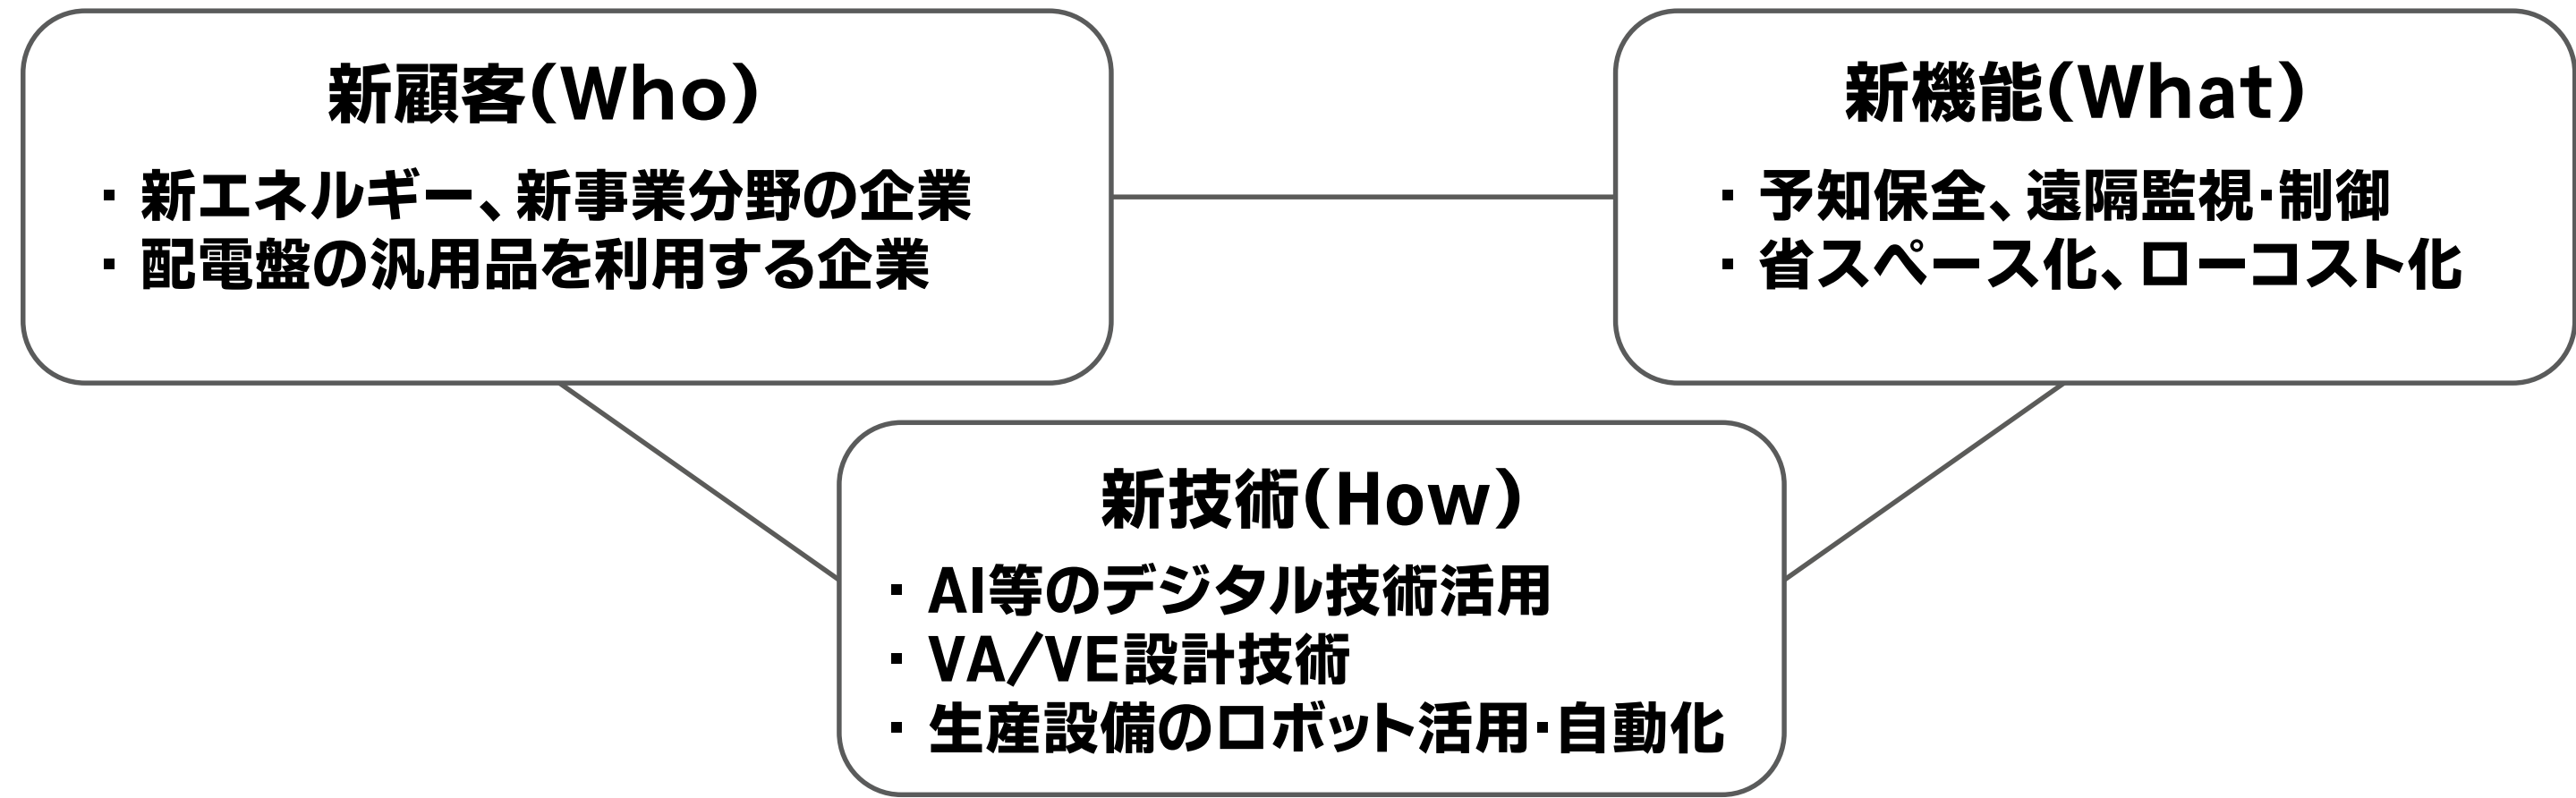 新顧客(Who)
・新エネルギー、新事業分野の企業
・配電盤の汎用品を利用する企業
新機能(What)
・予知保全、遠隔監視・制御
・省スペース化、ローコスト化
新技術(How)
・AI等のデジタル技術活用
・VA/VE設計技術
・生産設備のロボット活用・自動化